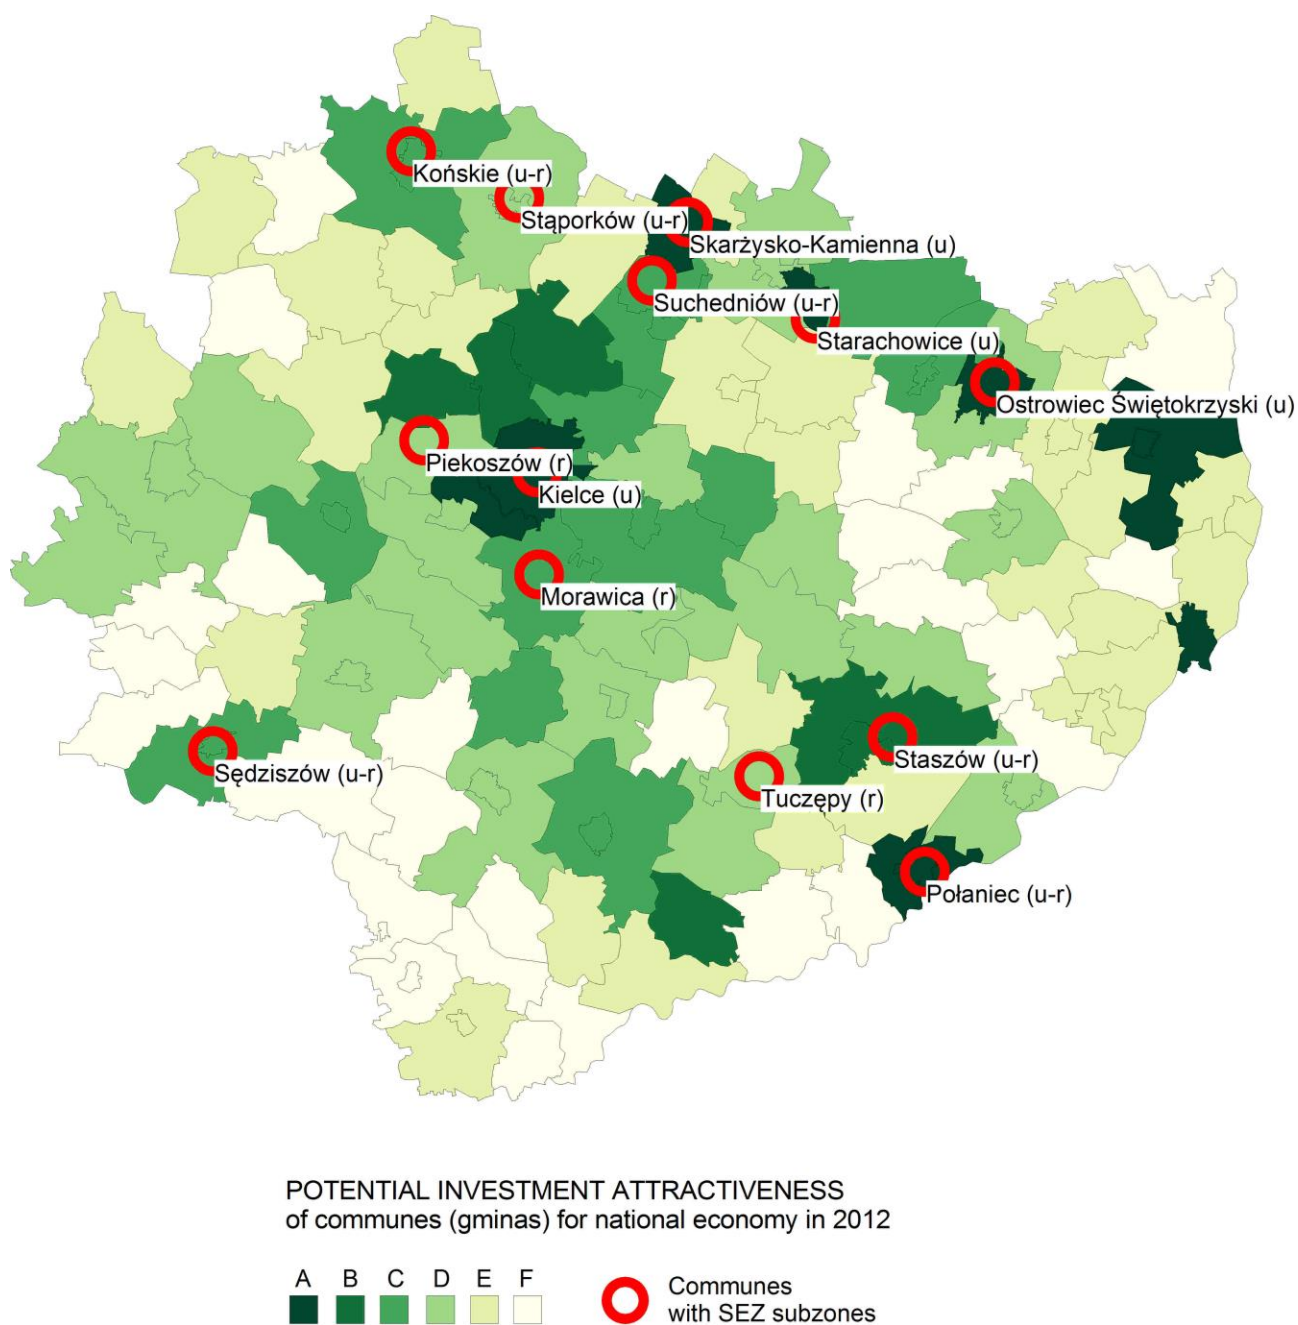 Końskie (u-r)
Stąporków (u-r)
Skarżysko-Kamienna (u)
Suchedniów (u-r)
Starachowice (u)
Ostrowiec Świętokrzyski (u)
Piekoszów (r)
Kielce (u)
Morawica (r)
Sędziszów (u-r)
Staszów (u-r)
Tuczępy (r)
Połaniec (u-r)
POTENTIAL INVESTMENT ATTRACTIVENESS
of communes (gminas) for national economy in 2012
A B C D E F
Communes
with SEZ subzones